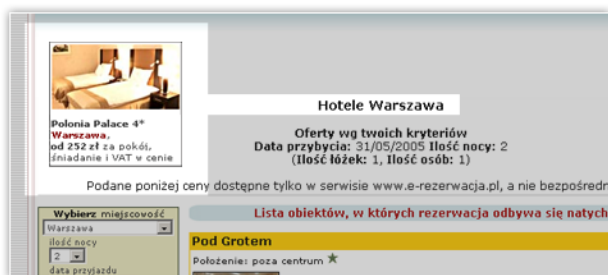 Polonia Palace 4*
Warszawa,
od 252 zł za pokój,
śniadanie i VAT w cenie
Hotele Warszawa
Oferty wg twoich kryteriów
Data przybycia: 31/05/2005 Ilość nocy: 2
(Ilość łóżek: 1, Ilość osób: 1)
Podane poniżej ceny dostępne tylko w serwisie www.e-rezerwacja.pl, a nie bezpośredn
Wybierz miejscowość
Warszawa
ilość nocy
2
data przyjazdu
Lista obiektów, w których rezerwacja odbywa się natych
Pod Grotem
Położenie: poza centrum